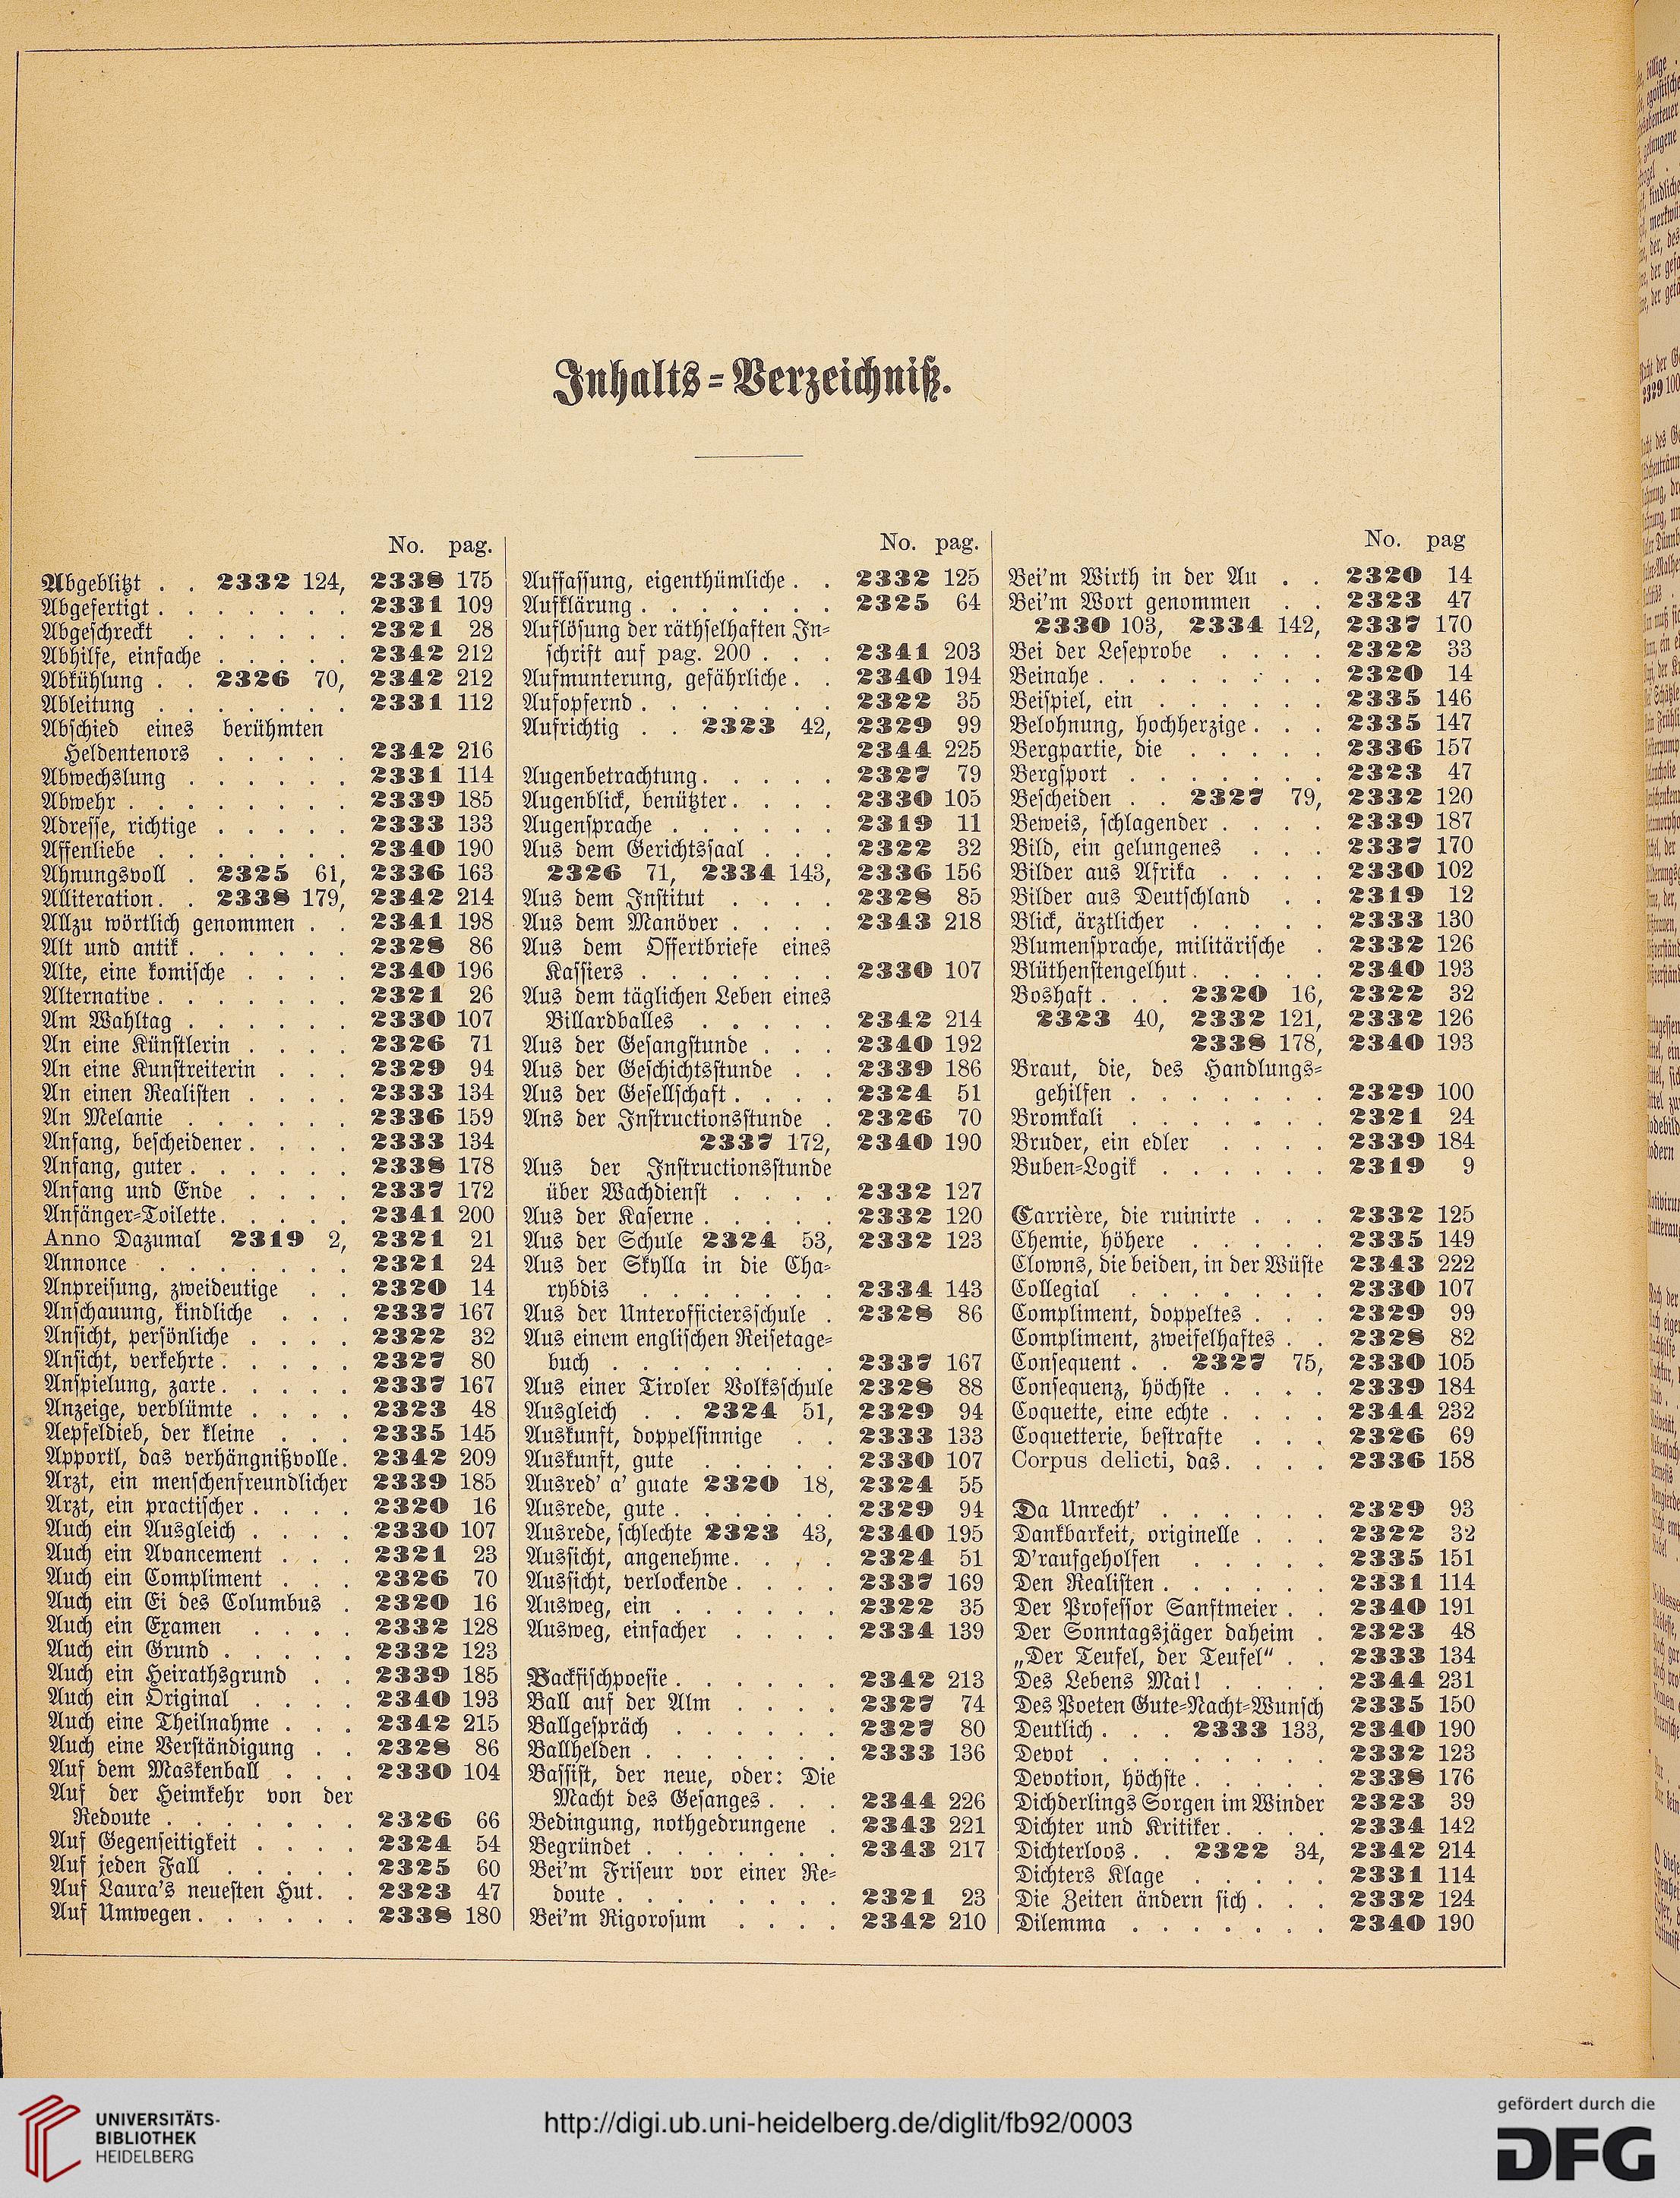 Inhalts=Verzeichniß.
No. pag.
Abgeblitzt . . 2332 124, 2338 175
Abgefertigt . . . . . . . 2331 109
Abgeschreckt . . . . . . 2321 28
Abhilfe, einfache . . . . . 2342 212
Abkühlung . . 2326 70, 2342 212
Ableitung . . . . . . . 2331 112
Abschied eines berühmten
Heldentenors . . . . . 2342 216
Abwechslung . . . . . . 2331 114
Abwehr . . . . . . . . 2339 185
Adresse, richtige . . . . . 2333 133
Affenliebe . . . . . . . 2340 190
Ahnungsvoll . 2325 61, 2336 163
Alliteration . . 2338 179, 2342 214
Allzu wörtlich genommen . . 2341 198
Alt und antik . . . . . . 2328 86
Alte, eine komische . . . . 2340 196
Alternative . . . . . . . 2321 26
Am Wahltag . . . . . . 2330 107
An eine Künstlerin . . . . 2326 71
An eine Kunstreiterin . . . 2329 94
An einen Realisten . . . . 2333 134
An Melanie . . . . . . 2336 159
Anfang, bescheidener . . . . 2333 134
Anfang, guter . . . . . . 2338 178
Anfang und Ende . . . . 2337 172
Anfänger=Toilette . . . . . 2341 200
Anno Dazumal 2319 2, 2321 21
Annonce . . . . . . . 2321 24
Anpreisung, zweideutige . . 2320 14
Anschauung, kindliche . . . 2337 167
Ansicht, persönliche . . . . 2322 32
Ansicht, verkehrte . . . . . 2327 80
Anspielung, zarte . . . . . 2337 167
Anzeige, verblümte . . . . 2323 48
Aepfeldieb, der kleine . . . 2335 145
Apportl, das verhängnißvolle . 2342 209
Arzt, ein menschenfreundlicher 2339 185
Arzt, ein practischer . . . . 2320 16
Auch ein Ausgleich . . . . 2330 107
Auch ein Avancement . . . 2321 23
Auch ein Compliment . . . 2326 70
Auch ein Ei des Columbus . 2320 16
Auch ein Examen . . . . 2332 128
Auch ein Grund . . . . . 2332 123
Auch ein Heirathsgrund . . 2339 185
Auch ein Original . . . . 2340 193
Auch eine Theilnahme . . . 2342 215
Auch eine Verständigung . . 2328 86
Auf dem Maskenball . . . 2330 104
Auf der Heimkehr von der
Redoute . . . . . . . 2326 66
Auf Gegenseitigkeit . . . . 2324 54
Auf jeden Fall . . . . . 2325 60
Auf Laura's neuesten Hut . . 2323 47
Auf Umwegen . . . . . . 2338 180
No. pag.
Auffassung, eigenthümliche . . 2332 125
Aufklärung . . . . . . . 2325 64
Auflösung der räthselhaften In=
schrift auf pag. 200 . . . 2341 203
Aufmunterung, gefährliche . . 2340 194
Aufopfernd . . . . . . . 2322 35
Aufrichtig . . 2323 42, 2329 99
2344 225
Augenbetrachtung . . . . . 2327 79
Augenblick, benützter . . . . 2330 105
Augensprache . . . . . . 2319 11
Aus dem Gerichtssaal . . . 2322 32
2326 71, 2334 143, 2336 156
Aus dem Institut . . . . 2328 85
Aus dem Manöver . . . . 2343 218
Aus dem Offertbriefe eines
Kassiers . . . . . . . 2330 107
Aus dem täglichen Leben eines
Billardballes . . . . . 2342 214
Aus der Gesangstunde . . . 2340 192
Aus der Geschichtsstunde . . 2339 186
Aus der Gesellschaft . . . . 2324 51
Ans der Instructionsstunde . 2326 70
2337 172, 2340 190
Aus der Instructionsstunde
über Wachdienst . . . . 2332 127
Aus der Kaserne . . . . . 2332 120
Aus der Schule 2324 53, 2332 123
Aus der Skylla in die Cha=
rybdis . . . . . . . 2334 143
Aus der Unterofficiersschule . 2328 86
Aus einem englischen Reisetage=
buch . . . . . . . . 2337 167
Aus einer Tiroler Volksschule 2328 88
Ausgleich . . 2324 51, 2329 94
Auskunft, doppelsinnige . . 2333 133
Auskunft, gute . . . . . 2330 107
Ausred' a' guate 2320 18, 2324 55
Ausrede, gute . . . . . . 2329 94
Ausrede, schlechte 2323 43, 2340 195
Aussicht, angenehme . . . . 2324 51
Aussicht, verlockende . . . . 2337 169
Ausweg, ein . . . . . . 2322 35
Ausweg, einfacher . . . . 2334 139
Backfischpoesie . . . . . . 2342 213
Ball auf der Alm . . . . 2327 74
Ballgespräch . . . . . . 2327 80
Ballhelden . . . . . . . 2333 136
Bassist, der neue, oder: Die
Macht des Gesanges . . . 2344 226
Bedingung, nothgedrungene . 2343 221
Begründet . . . . . . . 2343 217
Bei'm Friseur vor einer Re=
doute . . . . . . . . 2321 23
Bei'm Rigorosum . . . . 2342 210
No. pag
Bei'm Wirth in der Au . . 2320 14
Bei'm Wort genommen . . 2323 47
2330 103, 2334 142, 2337 170
Bei der Leseprobe . . . . 2322 33
Beinahe . . . . . . . . 2320 14
Beispiel, ein . . . . . . 2335 146
Belohnung, hochherzige . . . 2335 147
Bergpartie, die . . . . . 2336 157
Bergsport . . . . . . . 2323 47
Bescheiden . . 2327 79, 2332 120
Beweis, schlagender . . . . 2339 187
Bild, ein gelungenes . . . 2337 170
Bilder aus Afrika . . . . 2330 102
Bilder aus Deutschland . . 2319 12
Blick, ärztlicher . . . . . 2333 130
Blumensprache, militärische . 2332 126
Blüthenstengelhut . . . . . 2340 193
Boshaft . . . 2320 16, 2322 32
2323 40, 2332 121, 2332 126
2338 178, 2340 193
Braut, die, des Handlungs=
gehilfen . . . . . . . 2329 100
Bromkali . . . . . . . 2321 24
Bruder, ein edler . . . . 2339 184
Buben=Logik . . . . . . 2319 9
Carrière, die ruinirte . . . 2332 125
Chemie, höhere . . . . . 2335 149
Clowns, die beiden, in der Wüste 2343 222
Collegial . . . . . . . 2330 107
Compliment, doppeltes . . . 2329 99
Compliment, zweifelhaftes . . 2328 82
Consequent . . 2327 75, 2330 105
Consequenz, höchste . . . . 2339 184
Coquette, eine echte . . . . 2344 232
Coquetterie, bestrafte . . . 2326 69
Corpus delicti, das . . . . 2336 158
Da Unrecht' . . . . . . 2329 93
Dankbarkeit, originelle . . . 2322 32
D'raufgeholfen . . . . . 2335 151
Den Realisten . . . . . . 2331 114
Der Professor Sanftmeier . . 2340 191
Der Sonntagsjäger daheim . 2323 48
„Der Teufel, der Teufel“ . . 2333 134
Des Lebens Mai! . . . . 2344 231
Des Poeten Gute=Nacht=Wunsch 2335 150
Deutlich . . . 2333 133, 2340 190
Devot . . . . . . . . 2332 123
Devotion, höchste . . . . . 2338 176
Dichderlings Sorgen im Winder 2323 39
Dichter und Kritiker . . . . 2334 142
Dichterloos . . 2322 34, 2342 214
Dichters Klage . . . . . 2331 114
Die Zeiten ändern sich . . . 2332 124
Dilemma . . . . . . . 2340 190
UNIVERSITÄTS-
BIBLIOTHEK
HEIDELBERG
http://digi.ub.uni-heidelberg.de/diglit/fb92/0003
gefördert durch die
DFG